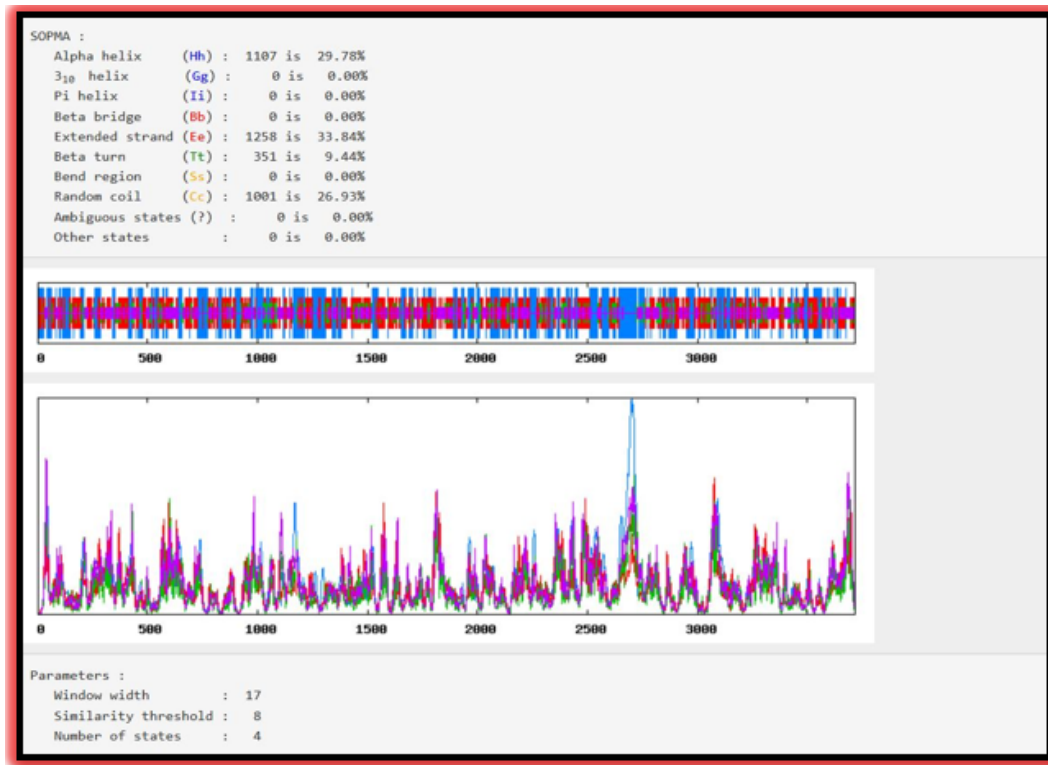 SOPMA :
Alpha helix (Hh) : 1107 is 29.78%
3₁₀ helix (Gg) : 0 is 0.00%
Pi helix (Ii) : 0 is 0.00%
Beta bridge (Bb) : 0 is 0.00%
Extended strand (Ee) : 1258 is 33.84%
Beta turn (Tt) : 351 is 9.44%
Bend region (Ss) : 0 is 0.00%
Random coil (Cc) : 1001 is 26.93%
Ambiguous states (?) : 0 is 0.00%
Other states : 0 is 0.00%
0 500 1000 1500 2000 2500 3000
0 500 1000 1500 2000 2500 3000
Parameters :
Window width : 17
Similarity threshold : 8
Number of states : 4